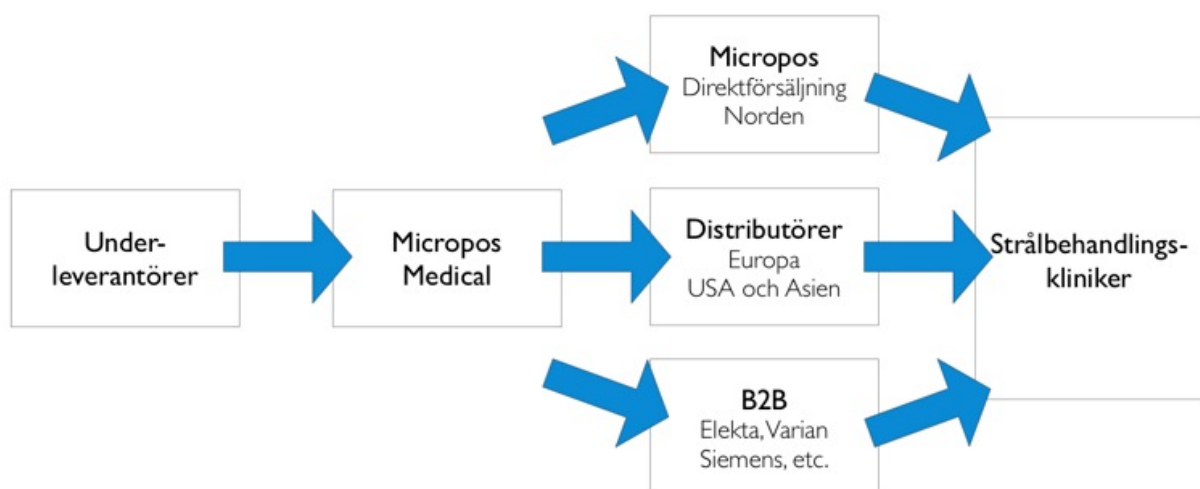 Under-
leverantörer
Micropos
Medical
Micropos
Direktförsäljning
Norden
Distributörer
Europa
USA och Asien
B2B
Elekta, Varian
Siemens, etc.
Strålbehandlings-
kliniker